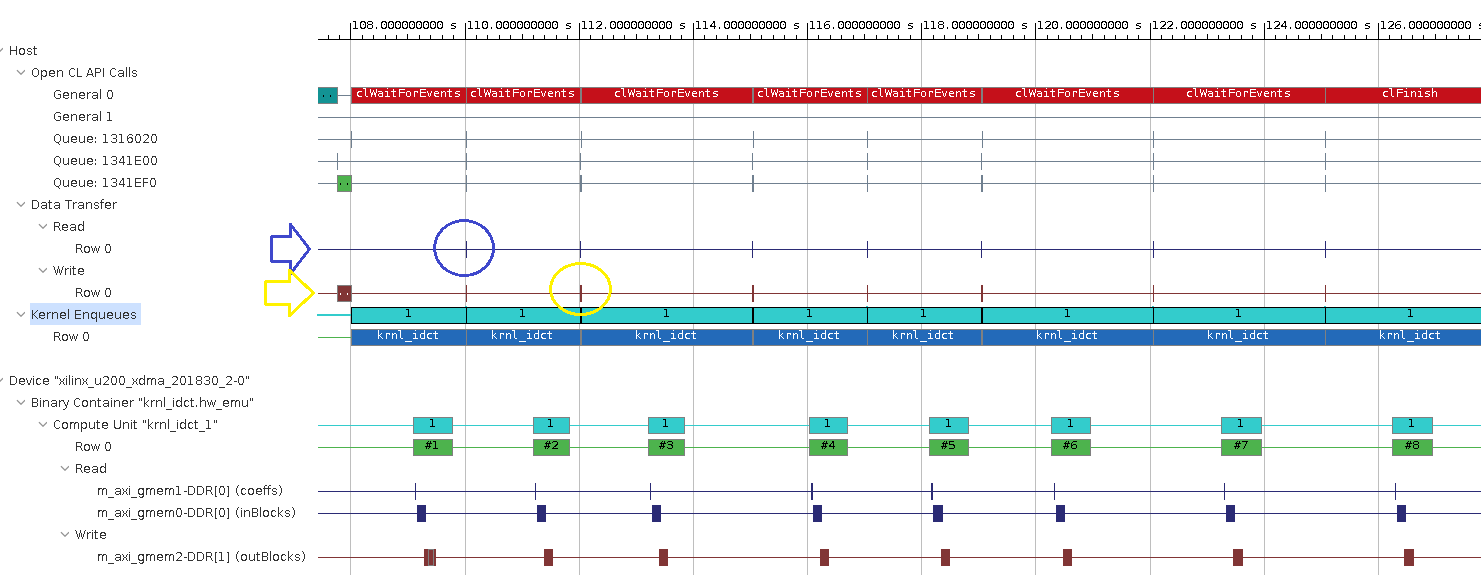 108.000000000 s 110.000000000 s 112.000000000 s 114.000000000 s 116.000000000 s 118.000000000 s 120.000000000 s 122.000000000 s 124.000000000 s 126.000000000 s
Host
Open CL API Calls
General 0 .. clWaitForEvents clWaitForEvents clWaitForEvents clWaitForEvents clWaitForEvents clWaitForEvents clWaitForEvents clFinish
General 1
Queue: 1316020
Queue: 1341E00
Queue: 1341EF0 ..
Data Transfer
Read
Row 0
Write
Row 0 ..
Kernel Enqueues 1 1 1 1 1 1 1 1
Row 0 krnl_idct krnl_idct krnl_idct krnl_idct krnl_idct krnl_idct krnl_idct krnl_idct
Device "xilinx_u200_xdma_201830_2-0"
Binary Container "krnl_idct.hw_emu"
Compute Unit "krnl_idct_1" 1 1 1 1 1 1 1 1
Row 0 #1 #2 #3 #4 #5 #6 #7 #8
Read
m_axi_gmem1-DDR[0] (coeffs)
m_axi_gmem0-DDR[0] (inBlocks)
Write
m_axi_gmem2-DDR[1] (outBlocks)